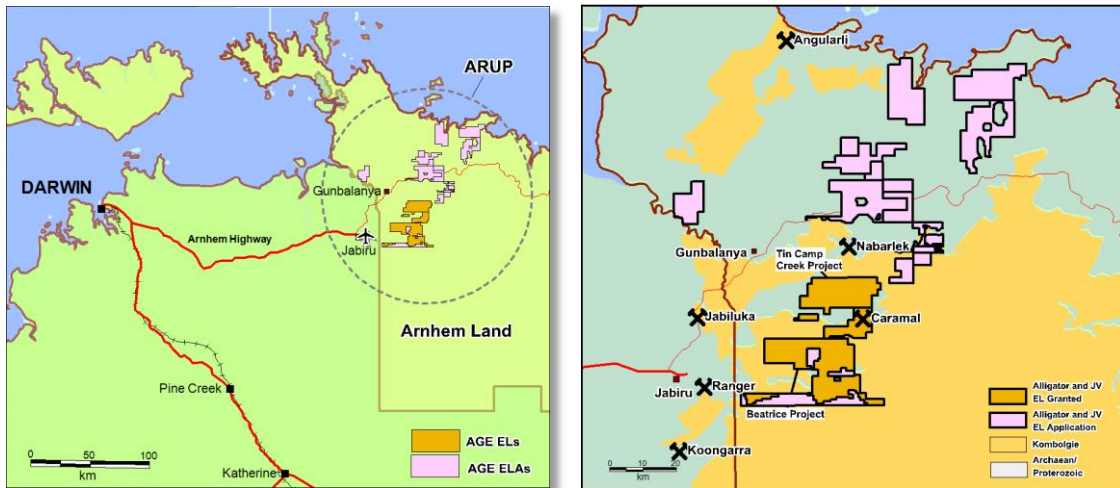 ARUP
DARWIN
Gunbalanya
Arnhem Highway
Jabiru
Arnhem Land
Pine Creek
AGE ELs
AGE ELAs
0 50 100
km
Katherine
Angularli
Gunbalanya
Nabarlek
Tin Camp
Creek Project
Jabiluka
Caramal
Jabiru
Ranger
Beatrice Project
Koongarra
0 10 20
km
Alligator and JV
EL Granted
Alligator and JV
EL Application
Kombolgie
Archaean/
Proterozoic